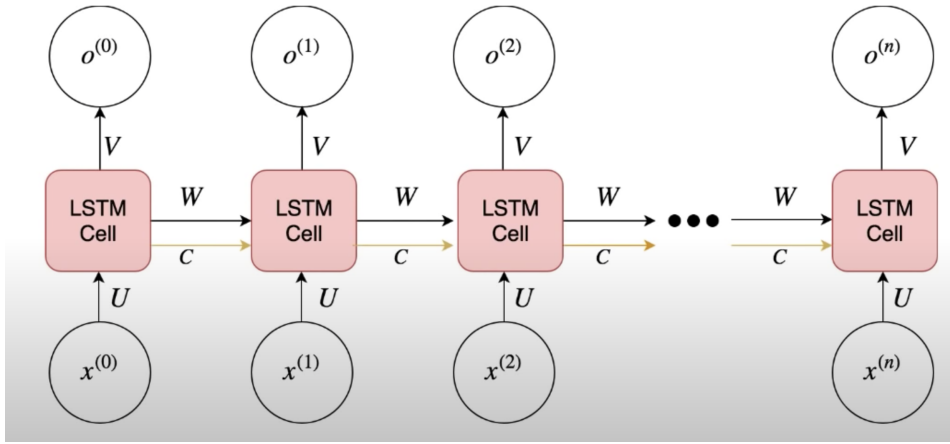 o^(0) o^(1) o^(2) o^(n)
V V V V
W W W W
LSTM Cell LSTM Cell LSTM Cell ●●● LSTM Cell
C C C C
U U U U
x^(0) x^(1) x^(2) x^(n)